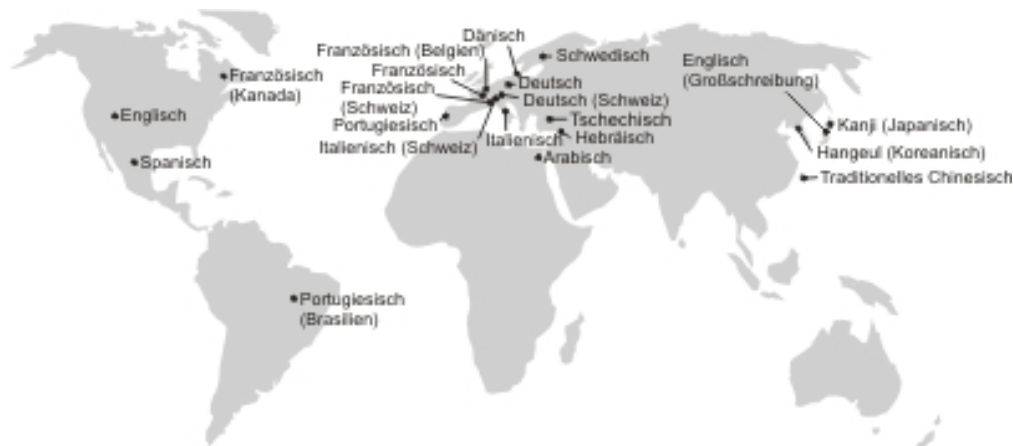 Dänisch
Französisch (Belgien)
Schwedisch
Englisch
(Großschreibung)
Französisch
(Kanada)
Französisch
Deutsch
Französisch
(Schweiz)
Deutsch (Schweiz)
Englisch
Portugiesisch
Tschechisch
Kanji (Japanisch)
Italienisch (Schweiz)
Italienisch
Hebräisch
Hangeul (Koreanisch)
Spanisch
Arabisch
Traditionelles Chinesisch
Portugiesisch
(Brasilien)